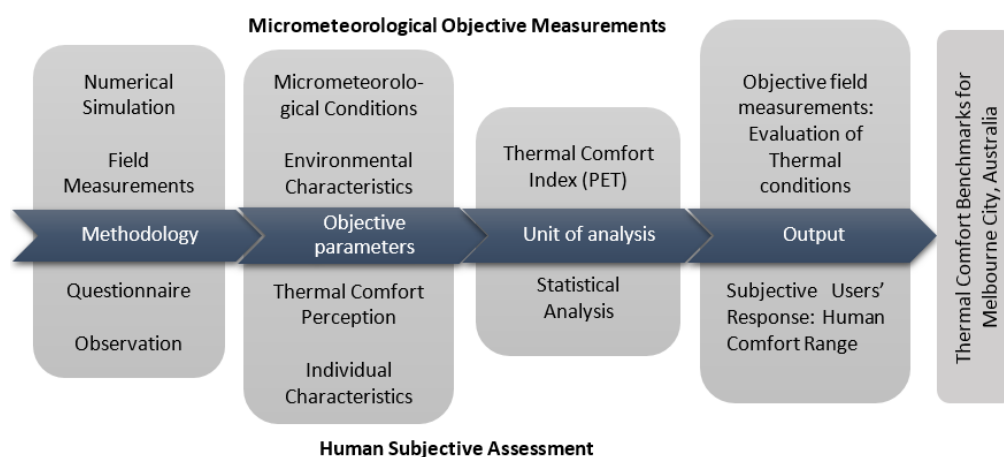 Micrometeorological Objective Measurements
Numerical
Simulation
Field
Measurements
Methodology
Questionnaire
Observation
Micrometeorolo-
gical Conditions
Environmental
Characteristics
Objective
parameters
Thermal Comfort
Perception
Individual
Characteristics
Thermal Comfort
Index (PET)
Unit of analysis
Statistical
Analysis
Objective field
measurements:
Evaluation of
Thermal
conditions
Output
Subjective Users’
Response: Human
Comfort Range
Thermal Comfort Benchmarks for
Melbourne City, Australia
Human Subjective Assessment